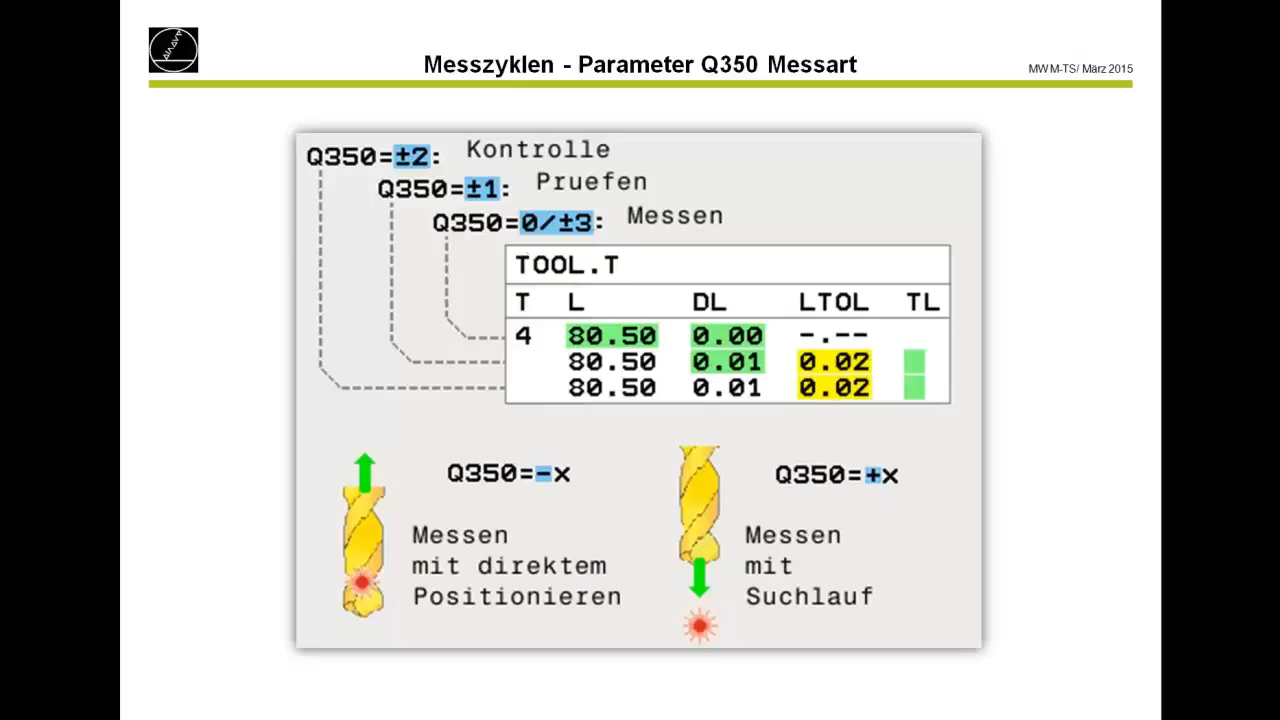 Messzyklen - Parameter Q350 Messart
MWM-TS/ März 2015
Q350=±2: Kontrolle
Q350=±1: Pruefen
Q350=0/±3: Messen
TOOL.T
T L DL LTOL TL
4 80.50 0.00 -.--
80.50 0.01 0.02
80.50 0.01 0.02
Q350=-x
Messen
mit direktem
Positionieren
Q350=+x
Messen
mit
Suchlauf